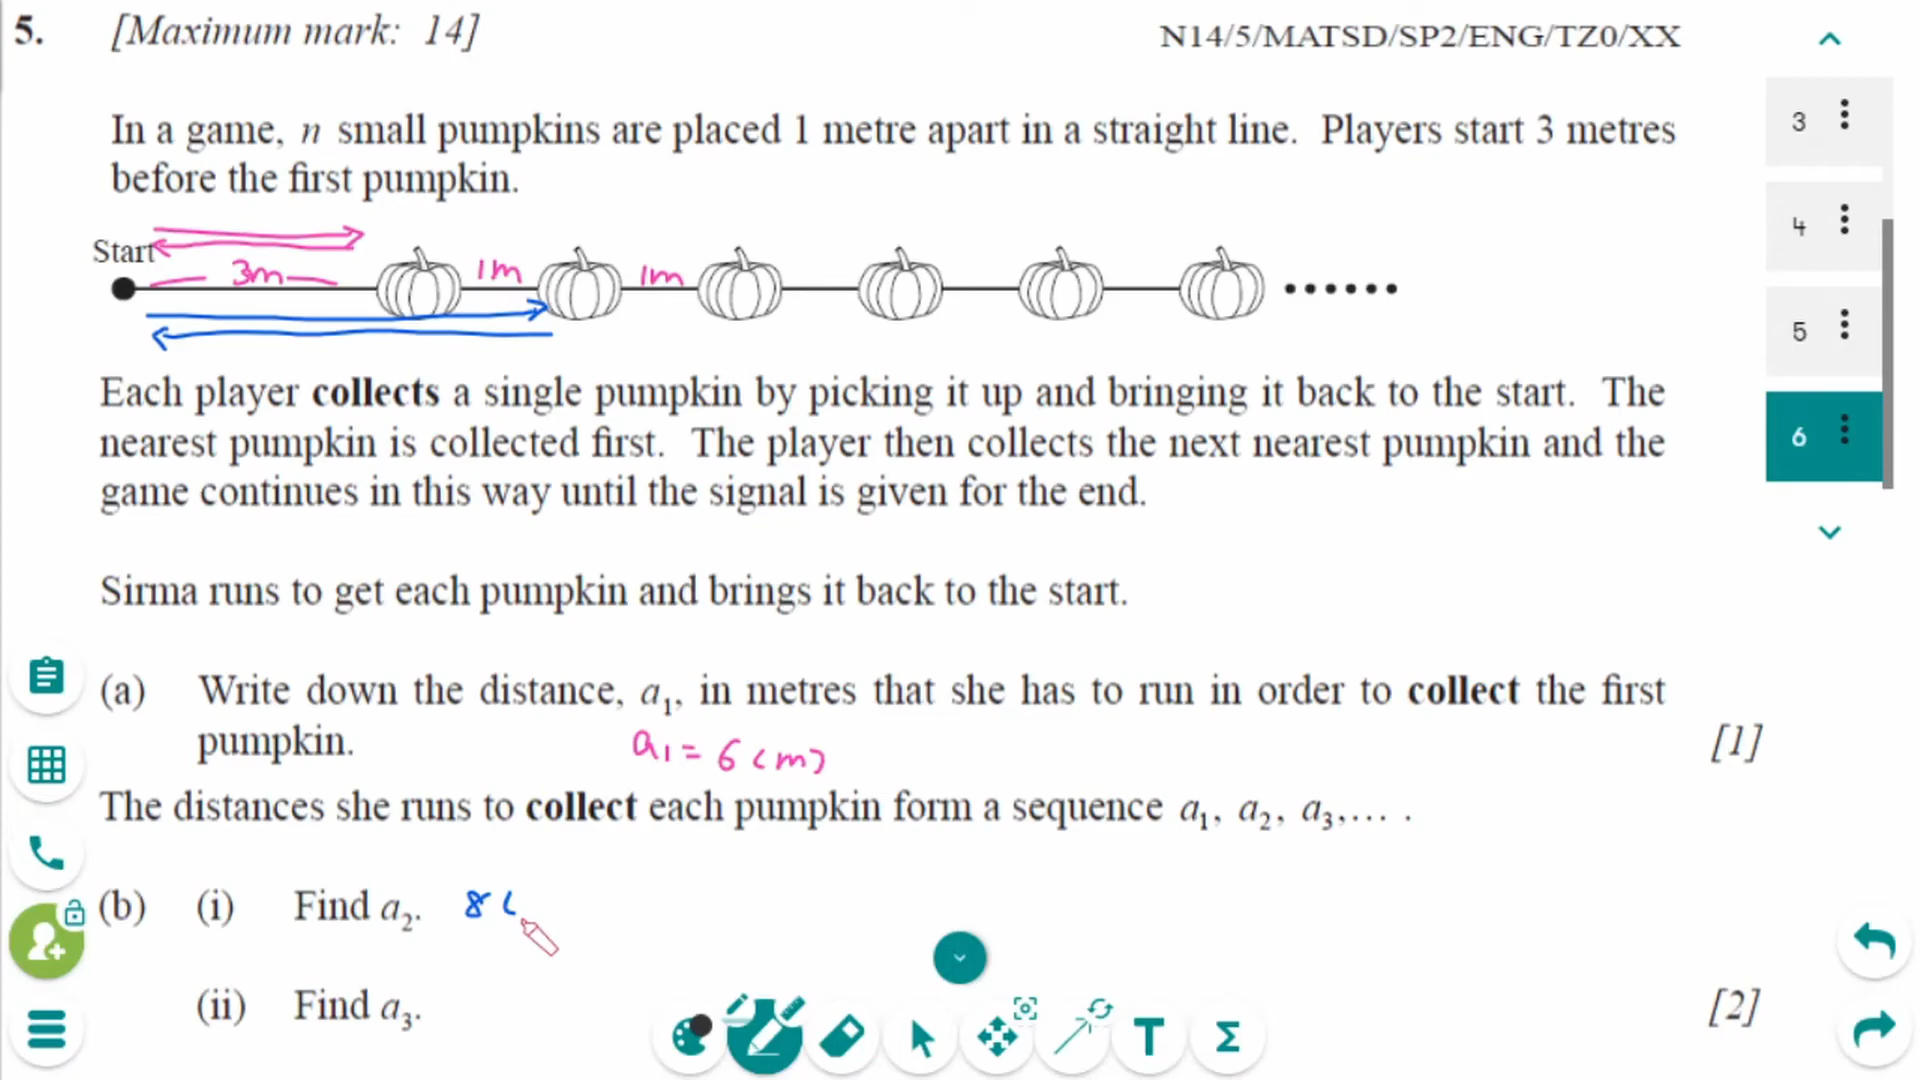 5. [Maximum mark: 14] N14/5/MATSD/SP2/ENG/TZ0/XX
In a game, n small pumpkins are placed 1 metre apart in a straight line. Players start 3 metres
before the first pumpkin.
Start
3m 1m 1m
Each player collects a single pumpkin by picking it up and bringing it back to the start. The
nearest pumpkin is collected first. The player then collects the next nearest pumpkin and the
game continues in this way until the signal is given for the end.
Sirma runs to get each pumpkin and brings it back to the start.
(a) Write down the distance, a₁, in metres that she has to run in order to collect the first
pumpkin. [1]
a₁ = 6 (m)
The distances she runs to collect each pumpkin form a sequence a₁, a₂, a₃,... .
(b) (i) Find a₂. 8 (
(ii) Find a₃. [2]
3
4
5
6
T
Σ